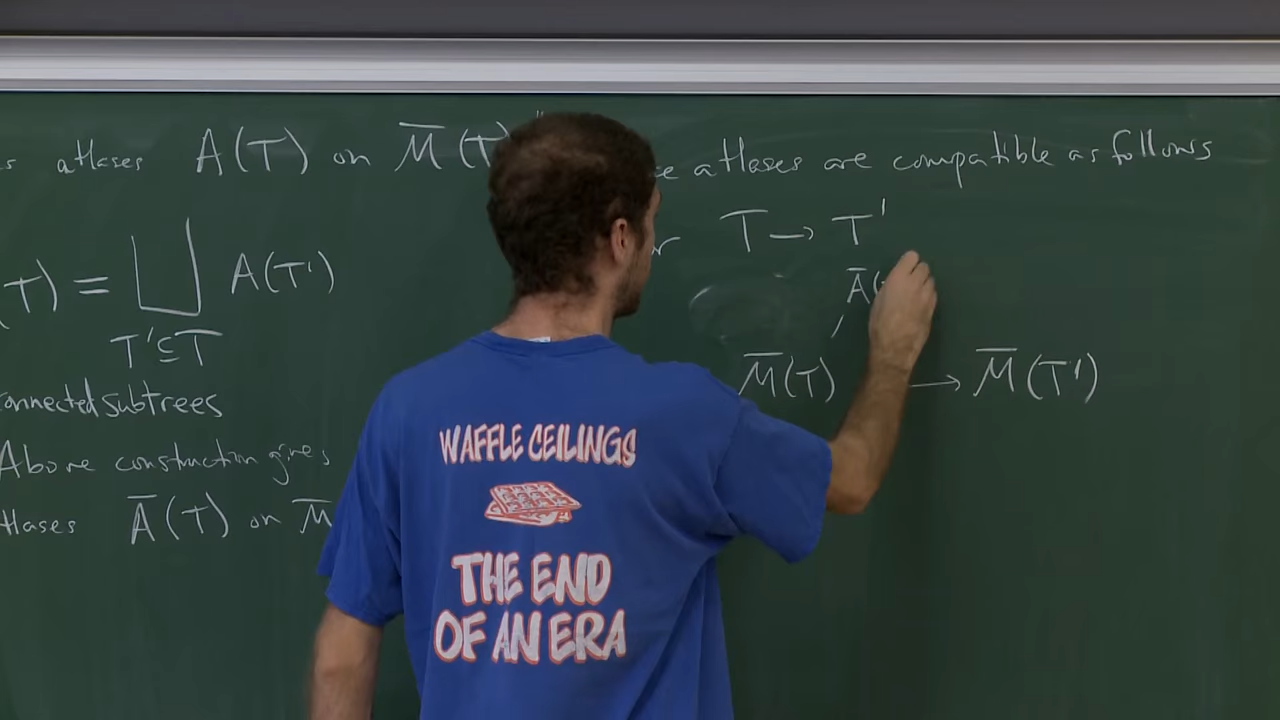 atlases A(T) on M̄(T) atlases are compatible as follows
T → T'
T) = ⨆ A(T')
T' ⊆ T
Ā(
M̄(T) → M̄(T')
connected subtrees
Above construction gives
atlases Ā(T) on M̄
WAFFLE CEILINGS
THE END
OF AN ERA